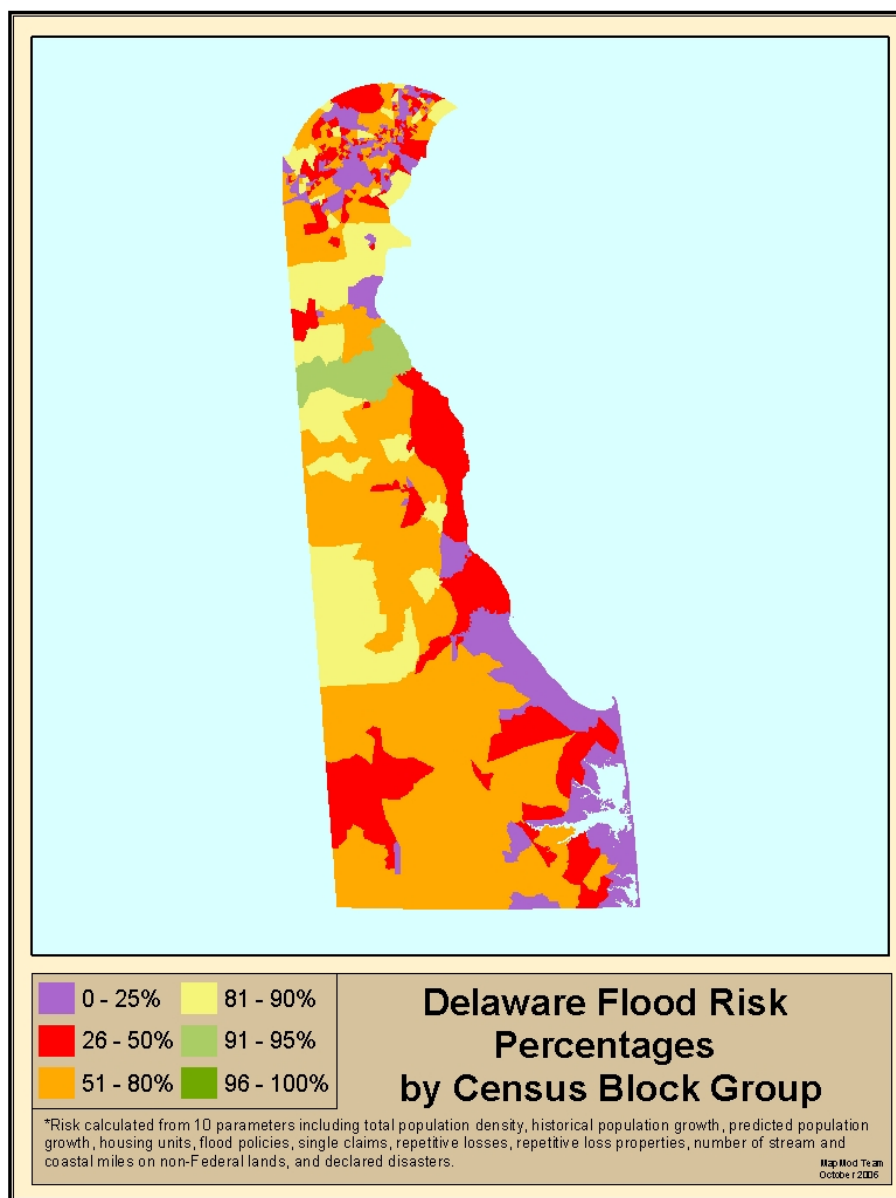 0 - 25%
26 - 50%
51 - 80%
81 - 90%
91 - 95%
96 - 100%
Delaware Flood Risk
Percentages
by Census Block Group
*Risk calculated from 10 parameters including total population density, historical population growth, predicted population
growth, housing units, flood policies, single claims, repetitive losses, repetitive loss properties, number of stream and
coastal miles on non-Federal lands, and declared disasters.
MapMod Team
October 2006